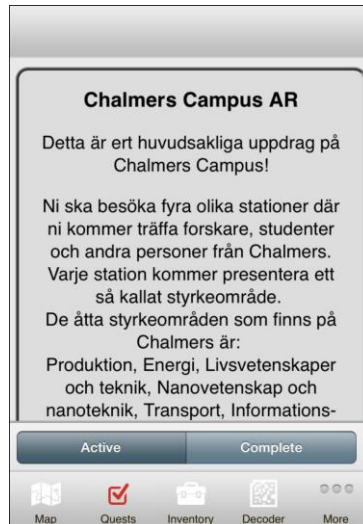 Chalmers Campus AR
Detta är ert huvudsakliga uppdrag på
Chalmers Campus!
Ni ska besöka fyra olika stationer där
ni kommer träffa forskare, studenter
och andra personer från Chalmers.
Varje station kommer presentera ett
så kallat styrkeområde.
De åtta styrkeområden som finns på
Chalmers är:
Produktion, Energi, Livsvetenskaper
och teknik, Nanovetenskap och
nanoteknik, Transport, Informations-
Active Complete
Map Quests Inventory Decoder More